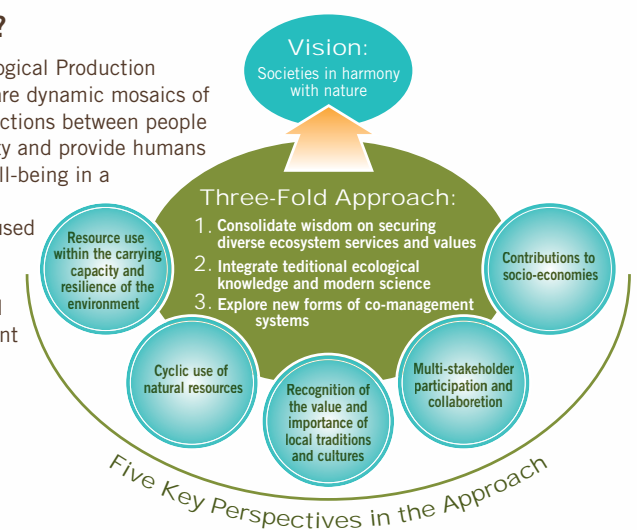 ?
ogical Production
are dynamic mosaics of
ctions between people
ty and provide humans
ll-being in a
used
nt
Vision:
Societies in harmony
with nature
Three-Fold Approach:
1. Consolidate wisdom on securing
diverse ecosystem services and values
2. Integrate teditional ecological
knowledge and modern science
3. Explore new forms of co-management
systems
Resource use
within the carrying
capacity and
resilience of the
environment
Cyclic use of
natural resources
Recognition of
the value and
importance of
local traditions
and cultures
Multi-stakeholder
participation and
collaboretion
Contributions to
socio-economies
Five Key Perspectives in the Approach